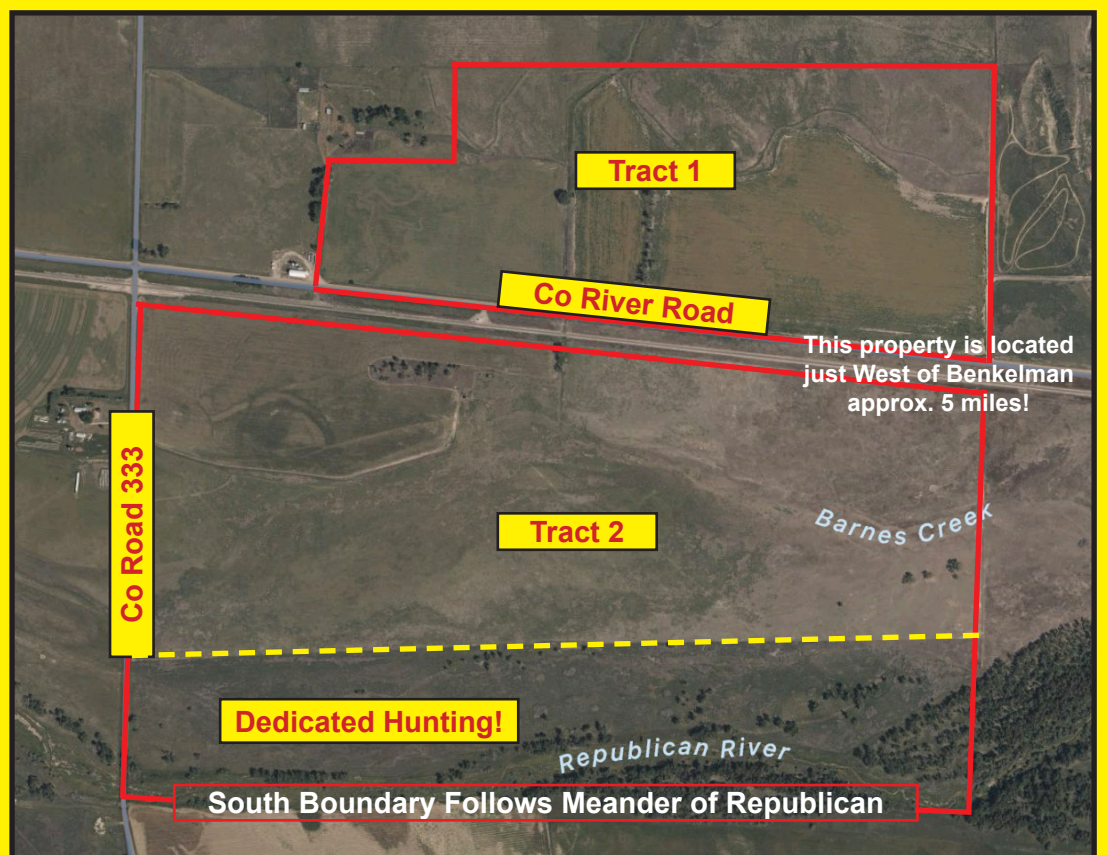 Tract 1
Co River Road
This property is located
just West of Benkelman
approx. 5 miles!
Co Road 333
Tract 2
Barnes Creek
Dedicated Hunting!
Republican River
South Boundary Follows Meander of Republican